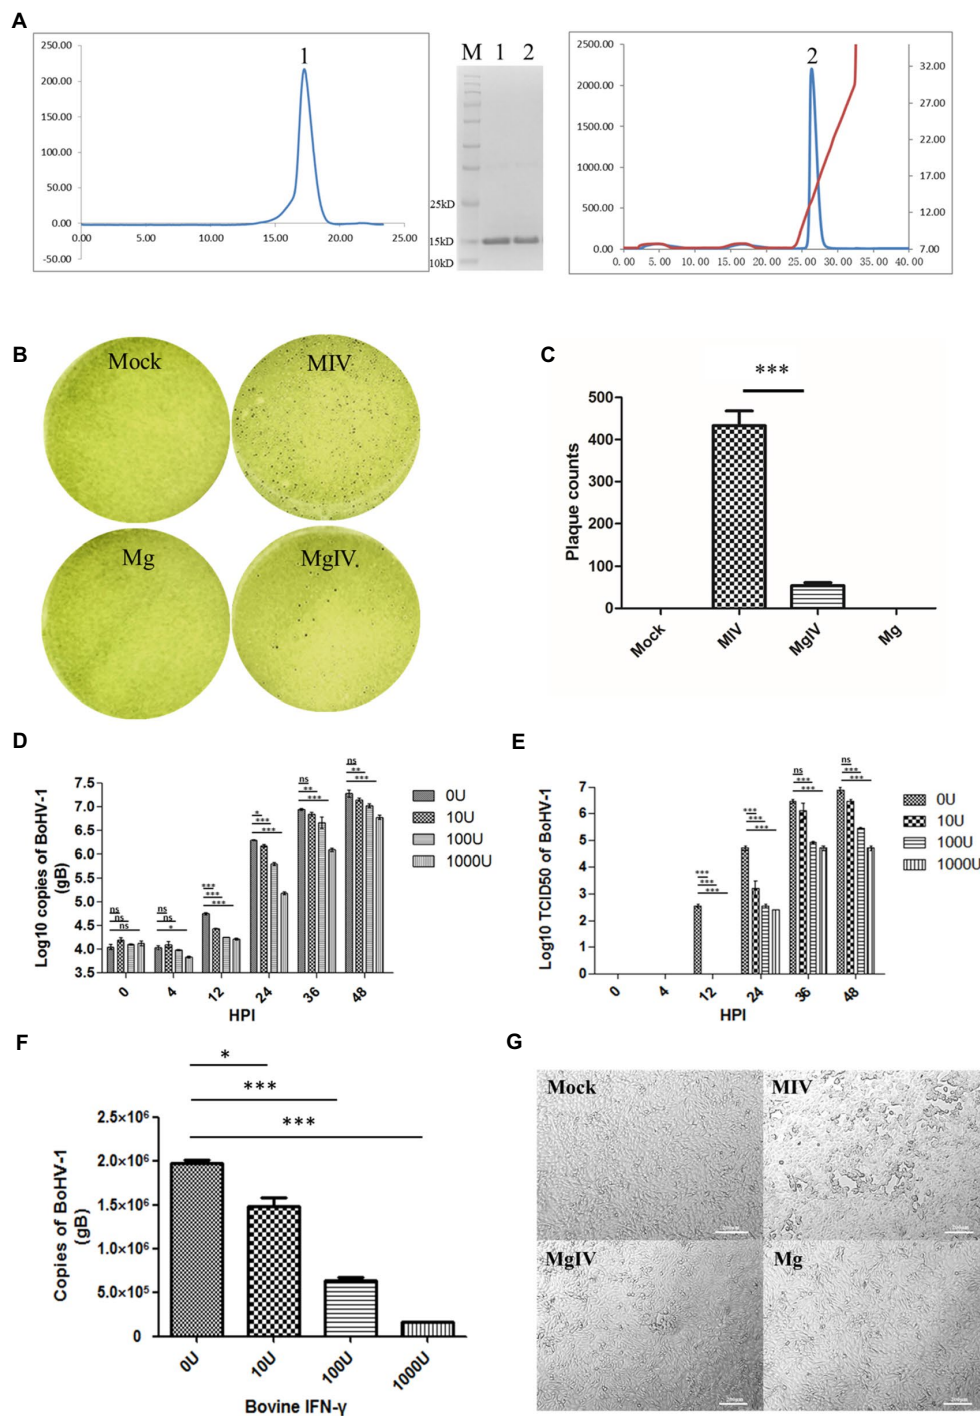 A
250.00
200.00
150.00
100.00
50.00
0.00
-50.00
0.00 5.00 10.00 15.00 20.00 25.00
1
M 1 2
25kD
15kD
10kD
2500.00
2000.00
1500.00
1000.00
500.00
0.00
0.00 5.00 10.00 15.00 20.00 25.00 30.00 35.00 40.00
32.00
27.00
22.00
17.00
12.00
7.00
2
B
Mock
MIV
Mg
MgIV
C
***
Plaque counts
500
400
300
200
100
0
Mock MIV MgIV Mg
D
Log10 copies of BoHV-1
(gB)
7.5
7.0
6.5
6.0
5.5
5.0
4.5
4.0
3.5
ns
ns
ns
ns
ns
*
***
***
***
*
***
***
ns
**
***
ns
**
***
0 4 12 24 36 48
HPI
0U
10U
100U
1000U
E
Log10 TCID50 of BoHV-1
7
6
5
4
3
2
1
0
***
***
***
***
***
***
ns
***
***
ns
***
***
0 4 12 24 36 48
HPI
0U
10U
100U
1000U
F
*
***
***
Copies of BoHV-1
(gB)
2.5×10⁶
2.0×10⁶
1.5×10⁶
1.0×10⁶
5.0×10⁵
0
0U 10U 100U 1000U
Bovine IFN-γ
G
Mock
MIV
MgIV
Mg